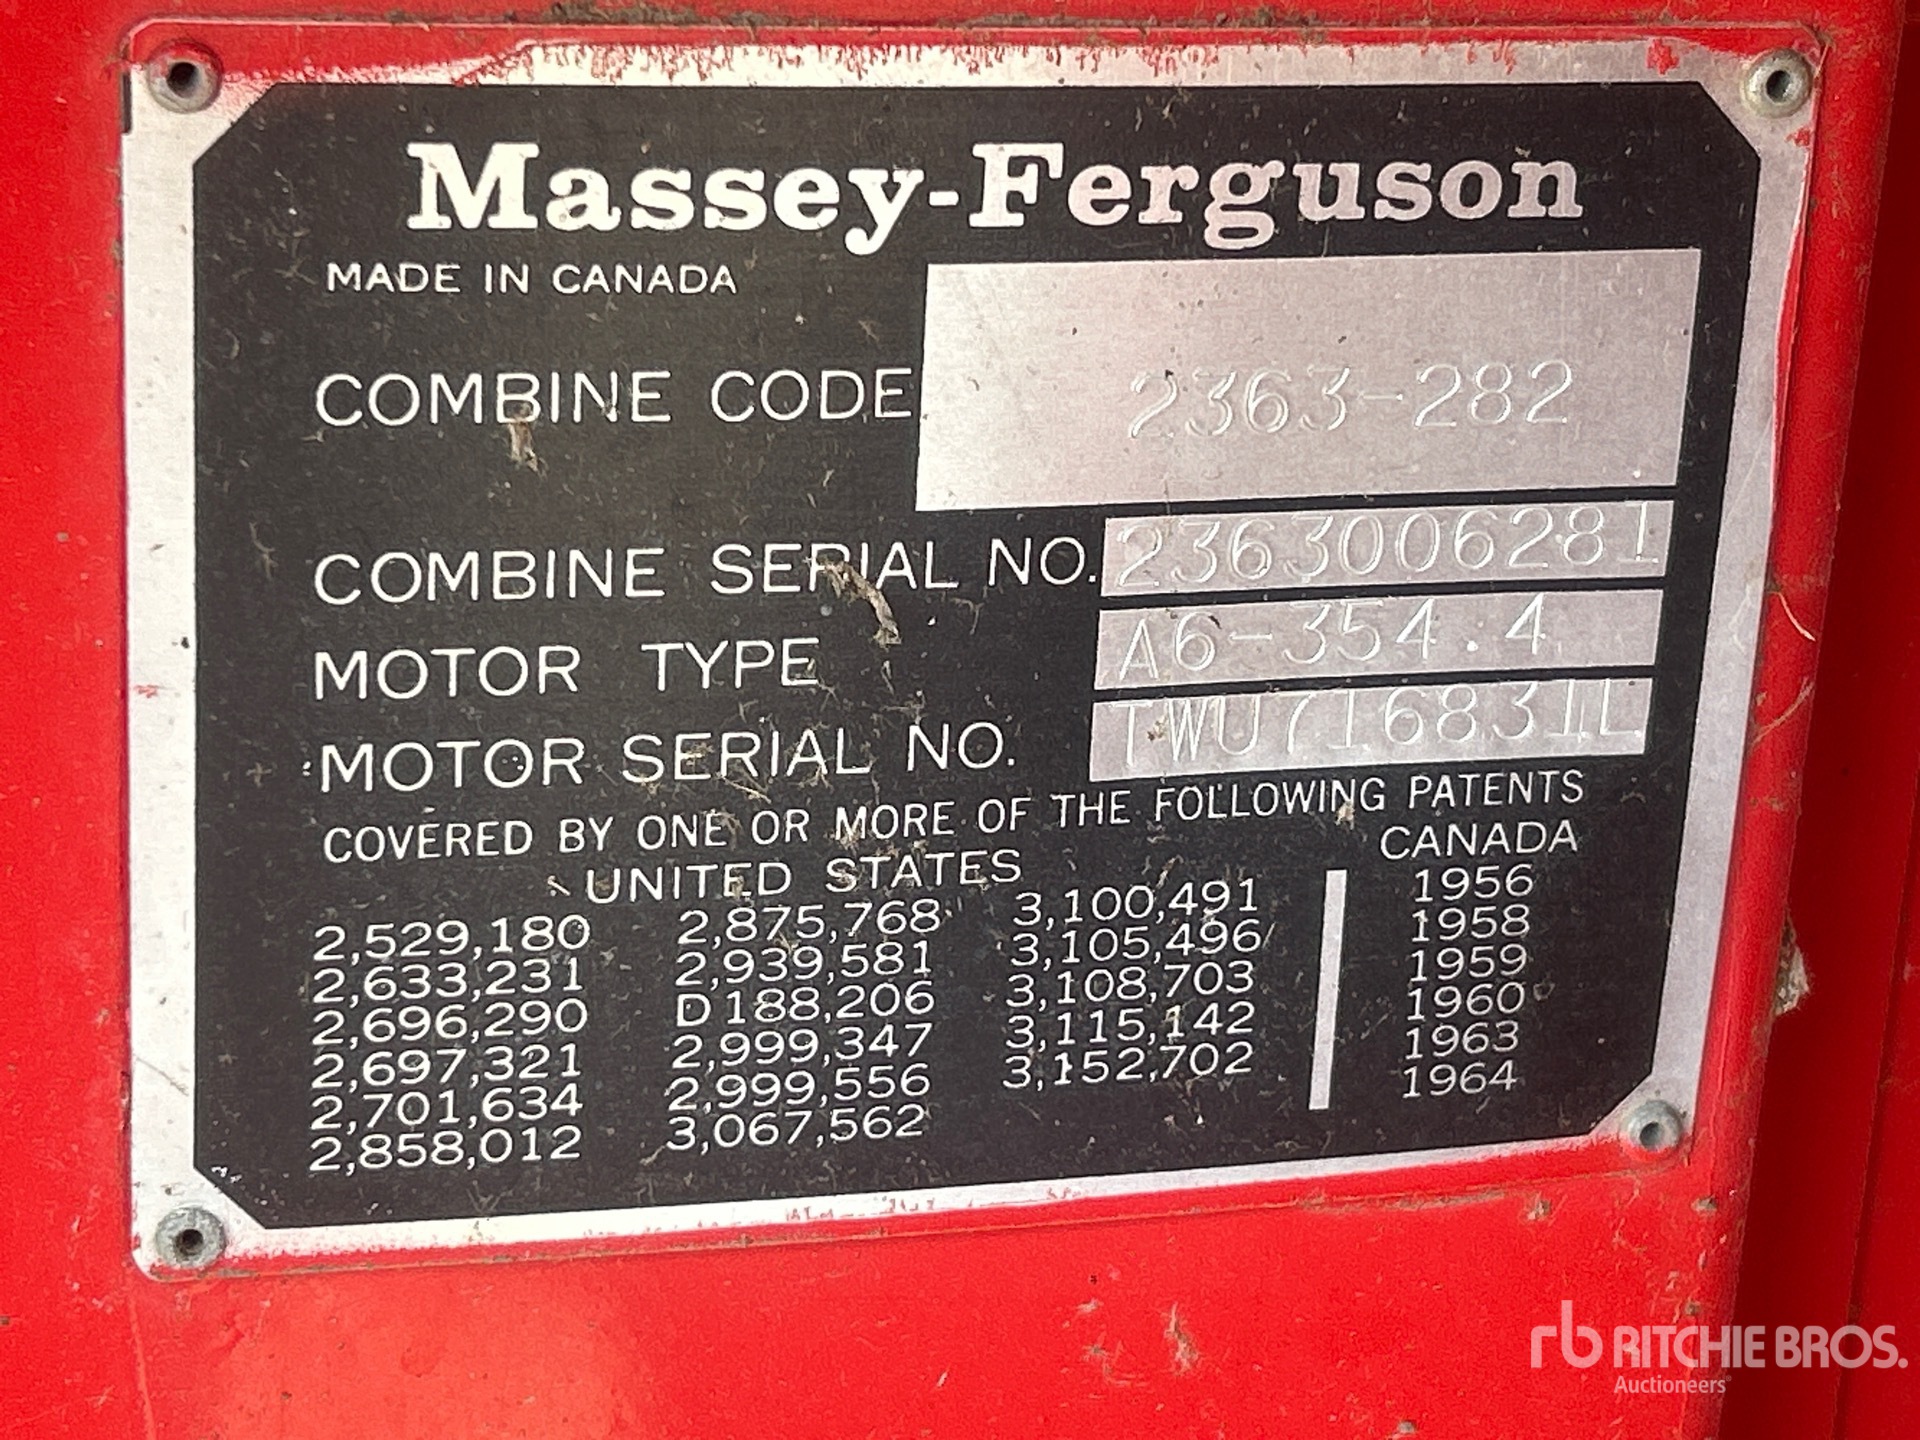 Massey-Ferguson
MADE IN CANADA
COMBINE CODE 2363-282
COMBINE SERIAL NO. 23630062​81
MOTOR TYPE A6-354.4
MOTOR SERIAL NO. TWU716831L
COVERED BY ONE OR MORE OF THE FOLLOWING PATENTS
UNITED STATES CANADA
2,529,180 2,875,768 3,100,491 1956
2,633,231 2,939,581 3,105,496 1958
2,696,290 D188,206 3,108,703 1959
2,697,321 2,999,347 3,115,142 1960
2,701,634 2,999,556 3,152,702 1963
2,858,012 3,067,562 1964
rb RITCHIE BROS.
Auctioneers